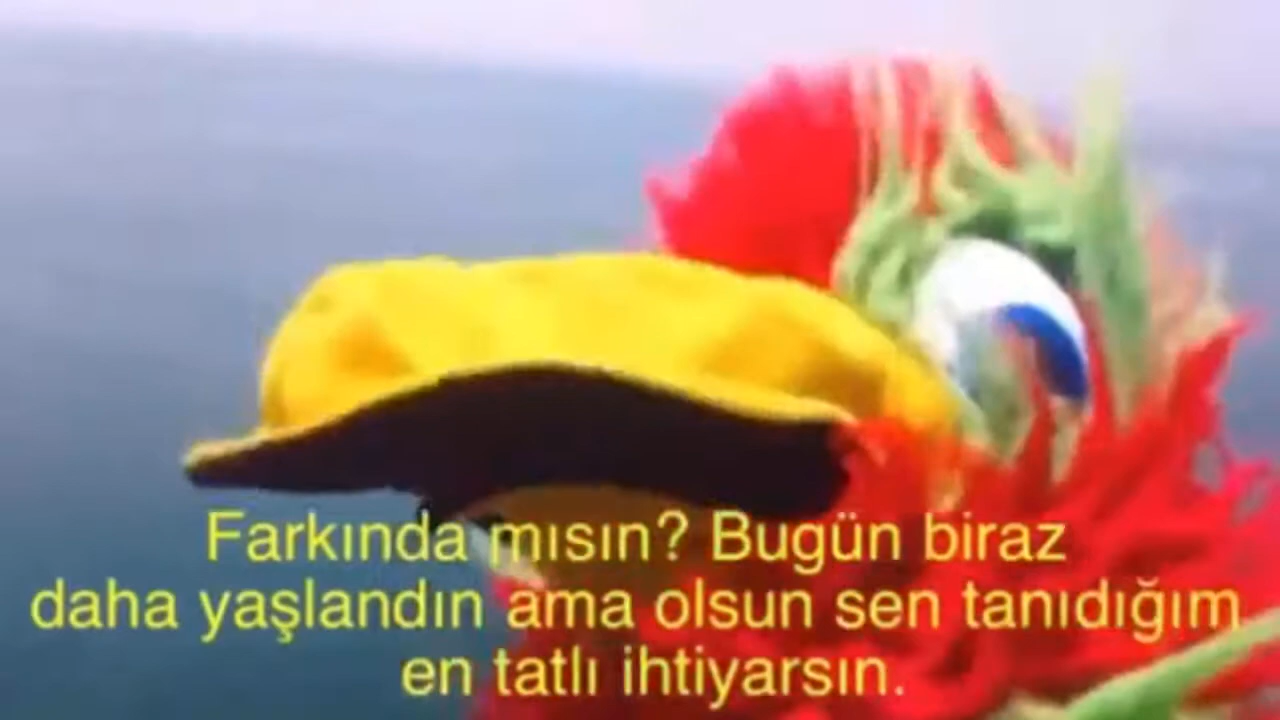 Farkında mısın? Bugün biraz
daha yaşlandın ama olsun sen tanıdığım
en tatlı ihtiyarsın.